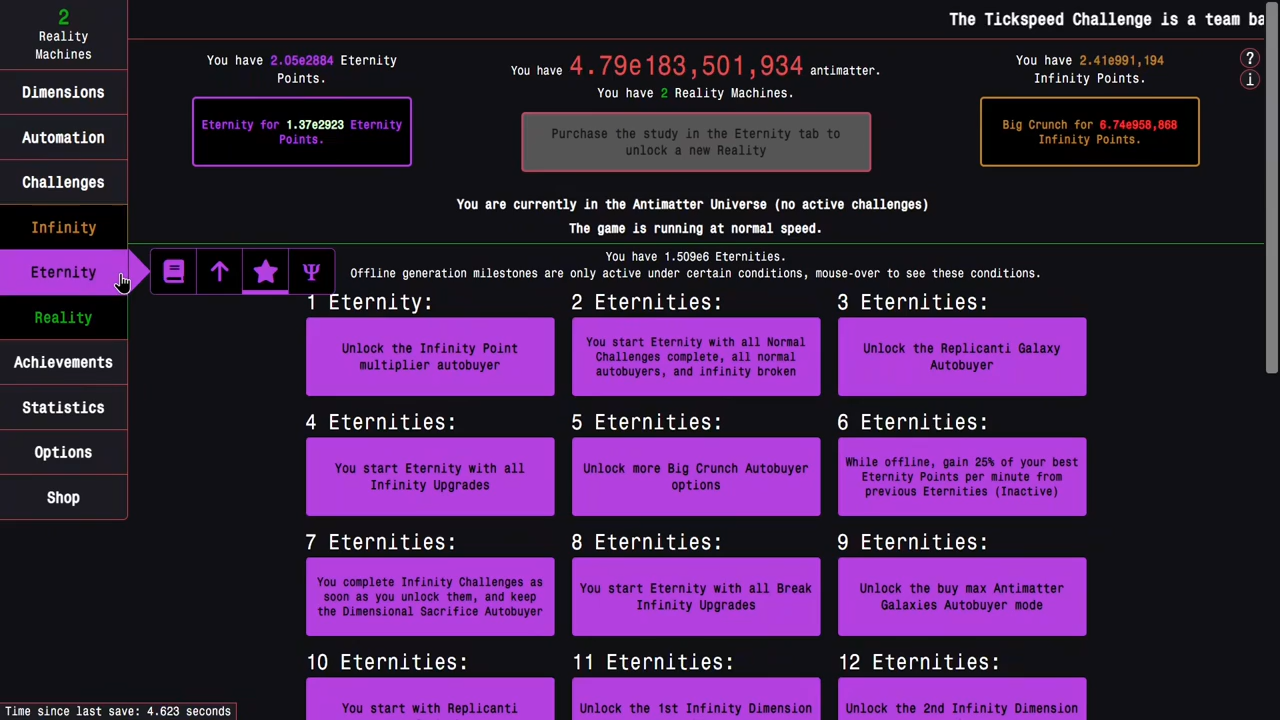 2
Reality
Machines
The Tickspeed Challenge is a team ba
Dimensions
Automation
Challenges
Infinity
Eternity
Reality
Achievements
Statistics
Options
Shop
You have 2.05e2884 Eternity
Points.
Eternity for 1.37e2923 Eternity
Points.
You have 4.79e183,501,934 antimatter.
You have 2 Reality Machines.
Purchase the study in the Eternity tab to
unlock a new Reality
You have 2.41e991,194
Infinity Points.
Big Crunch for 6.74e958,868
Infinity Points.
?
i
You are currently in the Antimatter Universe (no active challenges)
The game is running at normal speed.
Ψ
You have 1.509e6 Eternities.
Offline generation milestones are only active under certain conditions, mouse-over to see these conditions.
1 Eternity:
Unlock the Infinity Point
multiplier autobuyer
2 Eternities:
You start Eternity with all Normal
Challenges complete, all normal
autobuyers, and infinity broken
3 Eternities:
Unlock the Replicanti Galaxy
Autobuyer
4 Eternities:
You start Eternity with all
Infinity Upgrades
5 Eternities:
Unlock more Big Crunch Autobuyer
options
6 Eternities:
While offline, gain 25% of your best
Eternity Points per minute from
previous Eternities (Inactive)
7 Eternities:
You complete Infinity Challenges as
soon as you unlock them, and keep
the Dimensional Sacrifice Autobuyer
8 Eternities:
You start Eternity with all Break
Infinity Upgrades
9 Eternities:
Unlock the buy max Antimatter
Galaxies Autobuyer mode
10 Eternities:
You start with Replicanti
11 Eternities:
Unlock the 1st Infinity Dimension
12 Eternities:
Unlock the 2nd Infinity Dimension
Time since last save: 4.623 seconds